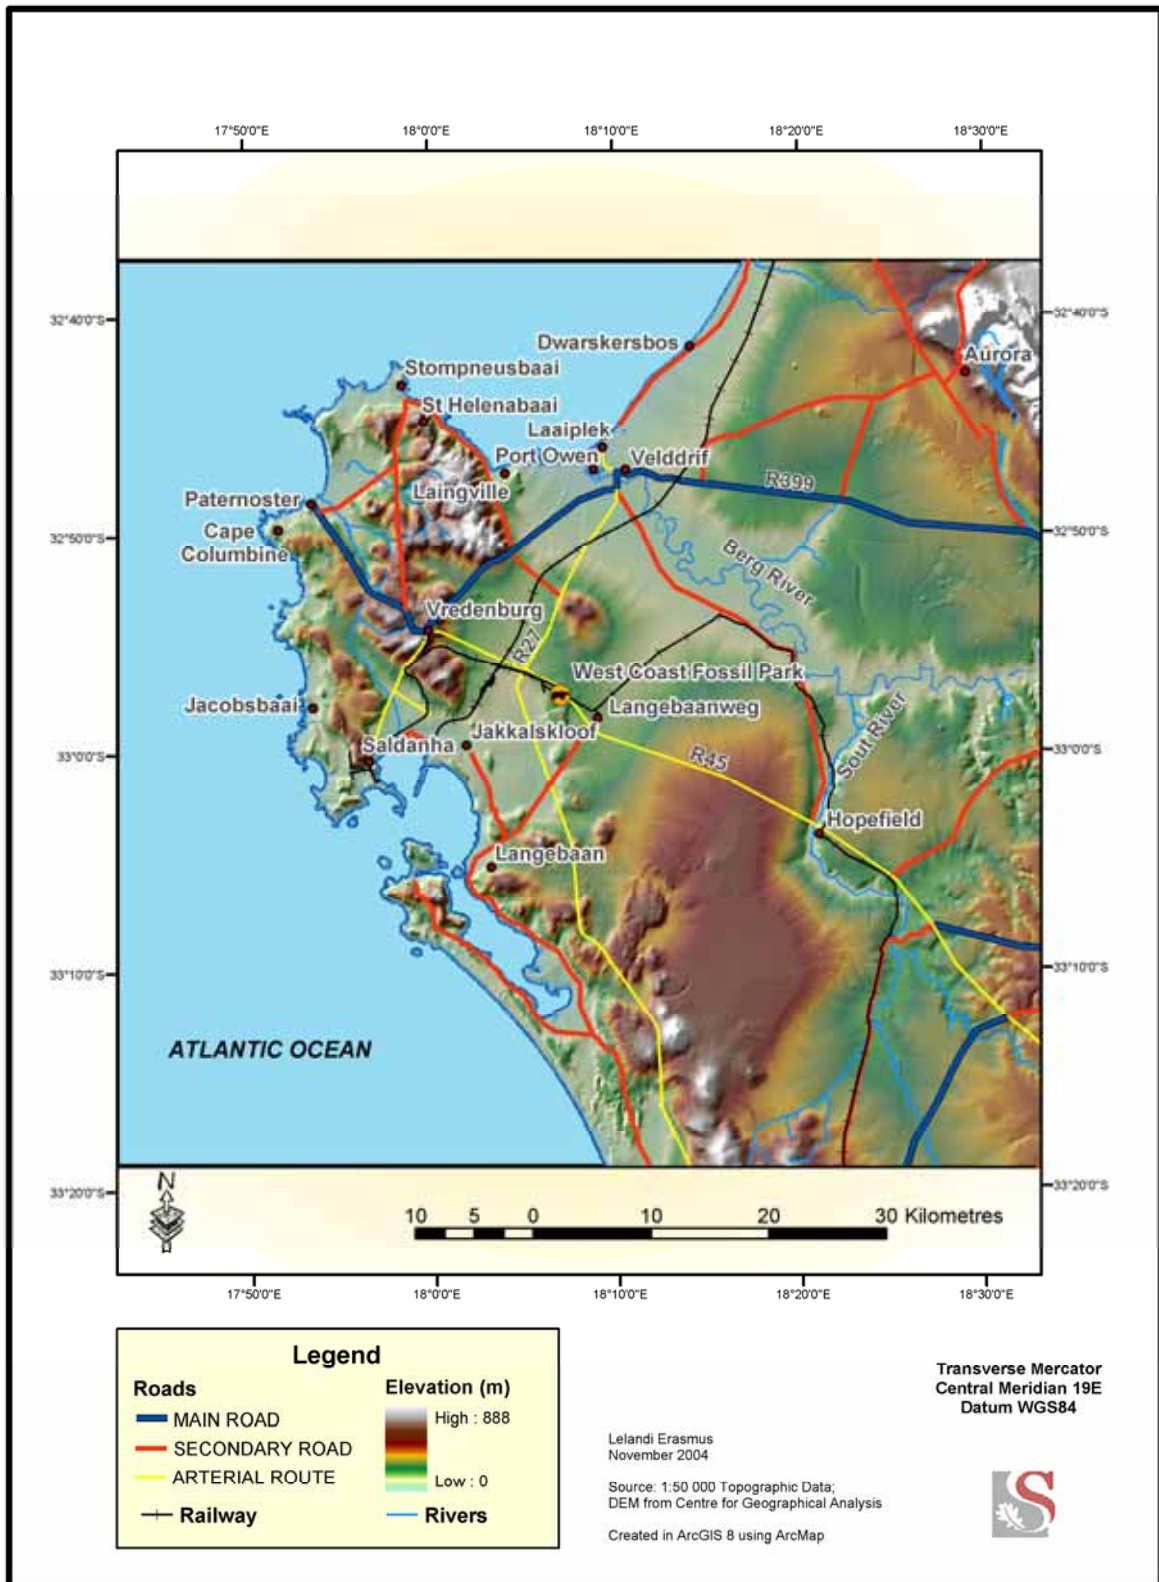 17°50'0"E 18°0'0"E 18°10'0"E 18°20'0"E 18°30'0"E
32°40'0"S 32°40'0"S
Dwarskersbos
Aurora
Stompneusbaai
St Helenabaai
Laaiplek
Port Owen Velddrif
R399
Laingville
Paternoster
Cape
Columbine
32°50'0"S 32°50'0"S
Berg River
Vredenburg
R27
West Coast Fossil Park
Jacobsbaai
Langebaanweg
Sout River
Jakkalskloof
Saldanha
33°0'0"S 33°0'0"S
R45
Hopefield
Langebaan
33°10'0"S 33°10'0"S
ATLANTIC OCEAN
N
33°20'0"S 33°20'0"S
10 5 0 10 20 30 Kilometres
17°50'0"E 18°0'0"E 18°10'0"E 18°20'0"E 18°30'0"E
Legend
Roads
MAIN ROAD
SECONDARY ROAD
ARTERIAL ROUTE
Railway
Elevation (m)
High : 888
Low : 0
Rivers
Transverse Mercator
Central Meridian 19E
Datum WGS84
Lelandi Erasmus
November 2004
Source: 1:50 000 Topographic Data;
DEM from Centre for Geographical Analysis
Created in ArcGIS 8 using ArcMap
S